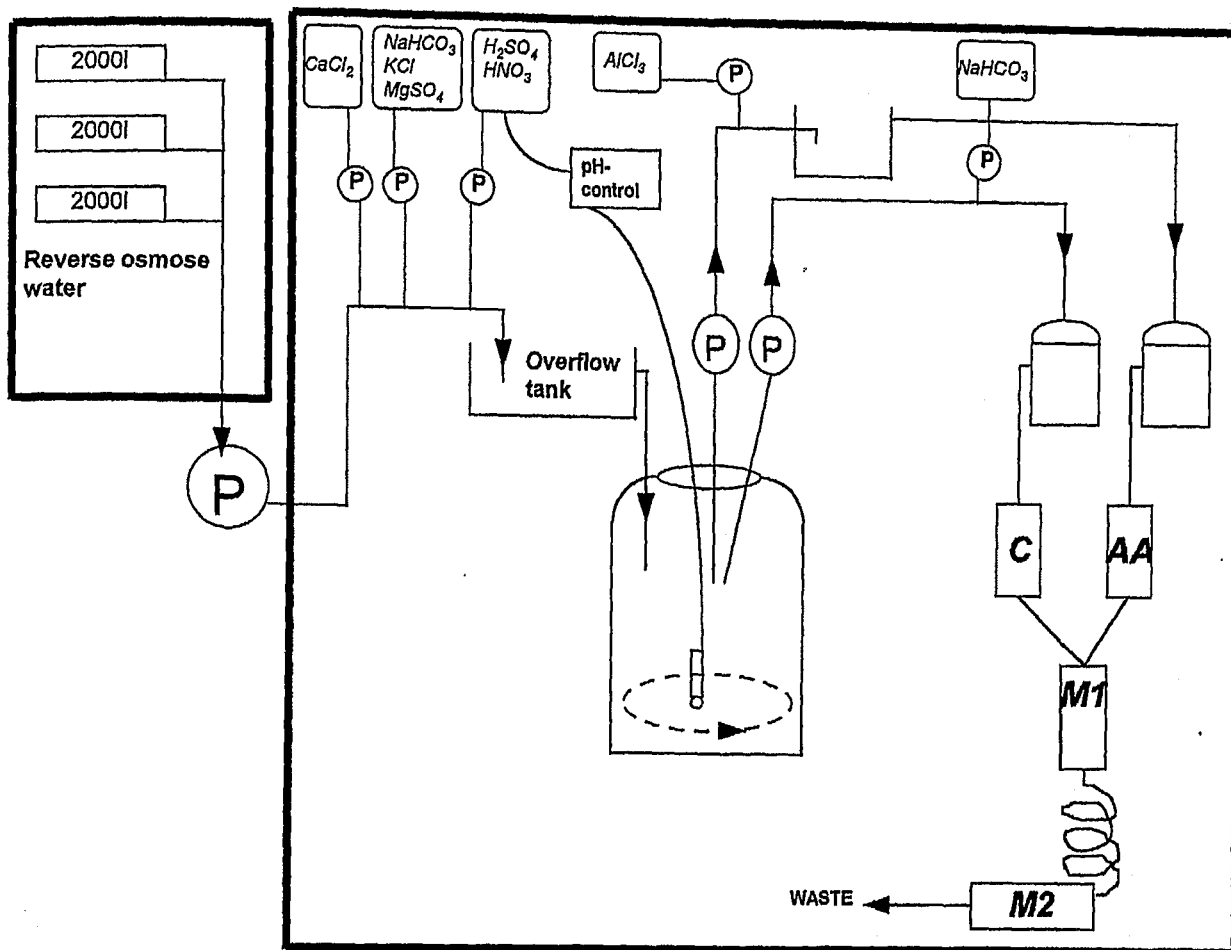 2000l
2000l
2000l
Reverse osmose
water
P
CaCl2
NaHCO3
KCl
MgSO4
H2SO4
HNO3
P
P
P
pH-
control
Overflow
tank
AlCl3
P
NaHCO3
P
P
P
C
AA
M1
M2
WASTE